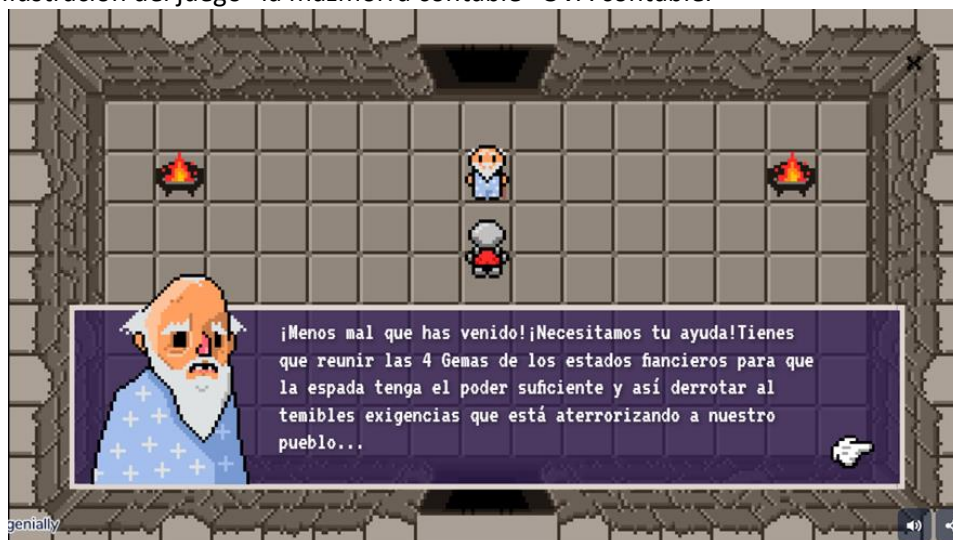 ¡Menos mal que has venido!¡Necesitamos tu ayuda!Tienes
que reunir las 4 Gemas de los estados fiancieros para que
la espada tenga el poder suficiente y así derrotar al
temibles exigencias que está aterrorizando a nuestro
pueblo...
genially